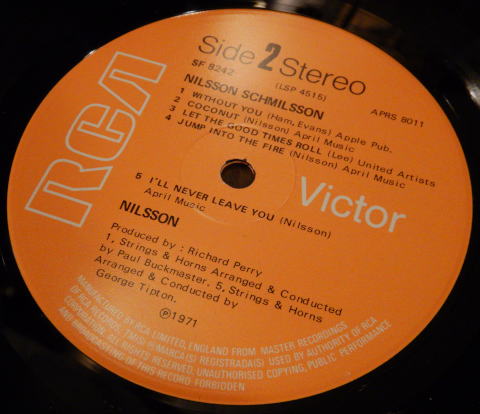 RCA
Side 2 Stereo
SF 8242
(LSP 4515)
APRS 8011
NILSSON SCHMILSSON
1 WITHOUT YOU (Ham, Evans) Apple Pub.
2 COCONUT (Nilsson) April Music
3 LET THE GOOD TIMES ROLL (Lee) United Artists
4 JUMP INTO THE FIRE (Nilsson) April Music
5 I'LL NEVER LEAVE YOU (Nilsson)
April Music
Victor
NILSSON
Produced by : Richard Perry
1, Strings & Horns Arranged & Conducted
by Paul Buckmaster. 5, Strings & Horns
Arranged & Conducted by
George Tipton.
℗1971
MANUFACTURED BY RCA LIMITED, ENGLAND FROM MASTER RECORDINGS
OF RCA RECORDS. TMK(S) ® MARCA(S) REGISTRADA(S) USED BY AUTHORITY OF RCA
CORPORATION. ALL RIGHTS RESERVED. UNAUTHORISED COPYING, PUBLIC PERFORMANCE
AND BROADCASTING OF THIS RECORD FORBIDDEN